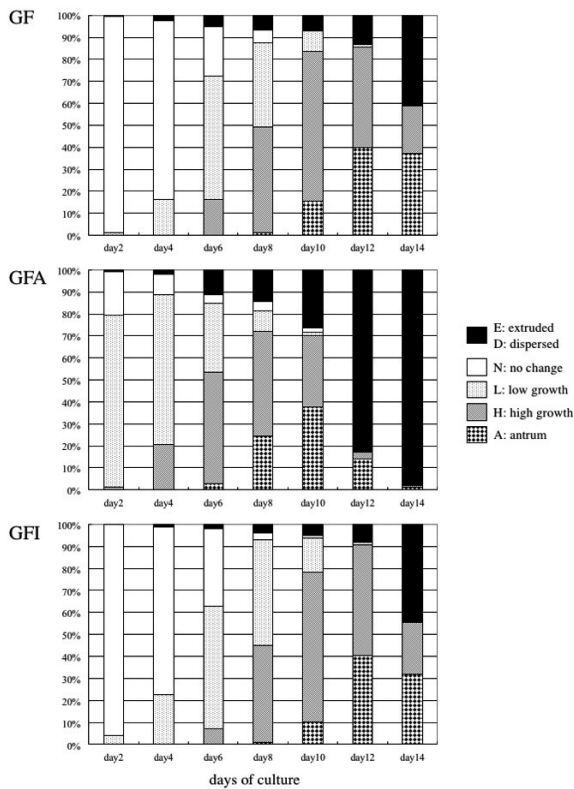 GF
100%
90%
80%
70%
60%
50%
40%
30%
20%
10%
0%
day2 day4 day6 day8 day10 day12 day14
GFA
100%
90%
80%
70%
60%
50%
40%
30%
20%
10%
0%
day2 day4 day6 day8 day10 day12 day14
E: extruded
D: dispersed
N: no change
L: low growth
H: high growth
A: antrum
GFI
100%
90%
80%
70%
60%
50%
40%
30%
20%
10%
0%
day2 day4 day6 day8 day10 day12 day14
days of culture